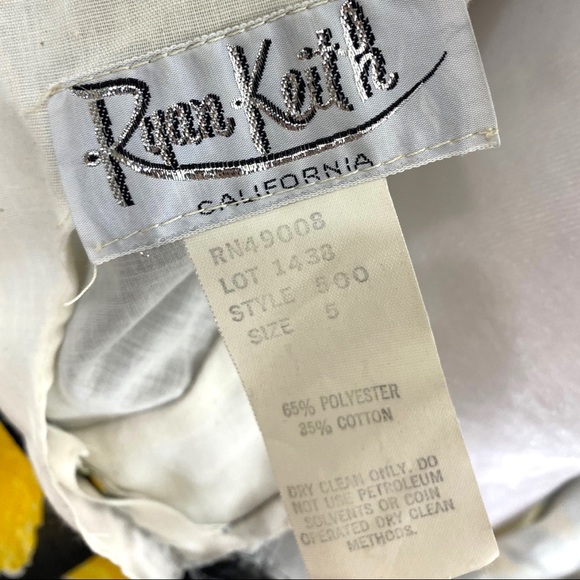 Ryan Keith
CALIFORNIA
RN49008
LOT 1438
STYLE 500
SIZE 5
65% POLYESTER
35% COTTON
DRY CLEAN ONLY. DO
NOT USE PETROLEUM
SOLVENTS OR COIN
OPERATED DRY CLEAN
METHODS.